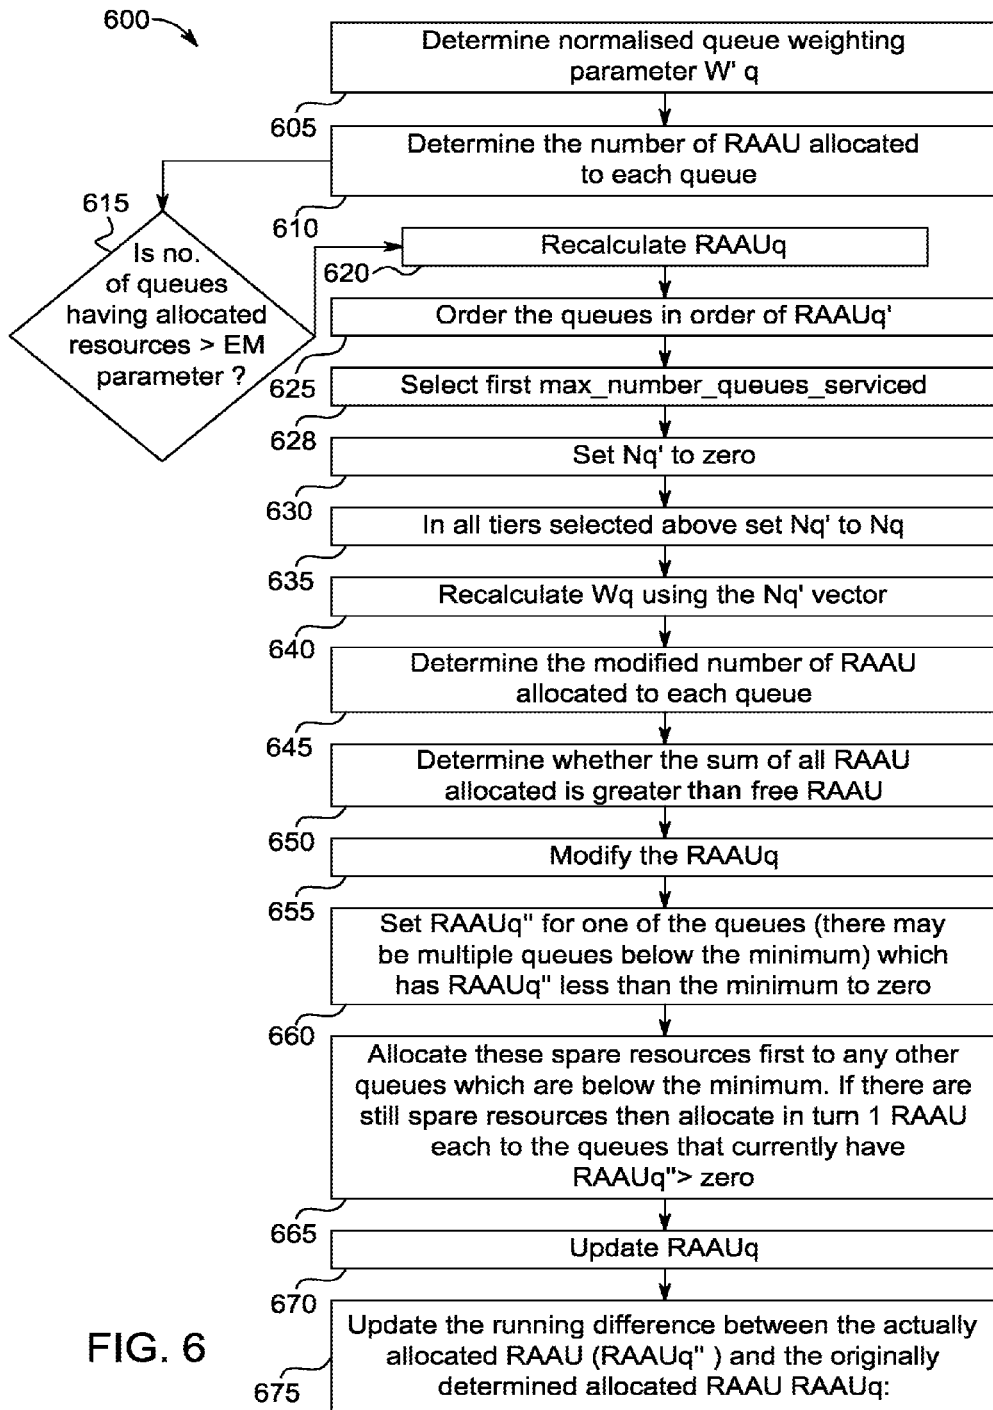 600
Determine normalised queue weighting
parameter W' q
605
Determine the number of RAAU allocated
to each queue
610
615
Is no.
of queues
having allocated
resources > EM
parameter ?
Recalculate RAAUq
620
Order the queues in order of RAAUq'
625
Select first max_number_queues_serviced
628
Set Nq' to zero
630
In all tiers selected above set Nq' to Nq
635
Recalculate Wq using the Nq' vector
640
Determine the modified number of RAAU
allocated to each queue
645
Determine whether the sum of all RAAU
allocated is greater than free RAAU
650
Modify the RAAUq
655
Set RAAUq" for one of the queues (there may
be multiple queues below the minimum) which
has RAAUq" less than the minimum to zero
660
Allocate these spare resources first to any other
queues which are below the minimum. If there are
still spare resources then allocate in turn 1 RAAU
each to the queues that currently have
RAAUq"> zero
665
Update RAAUq
670
Update the running difference between the actually
allocated RAAU (RAAUq" ) and the originally
determined allocated RAAU RAAUq:
675
FIG. 6